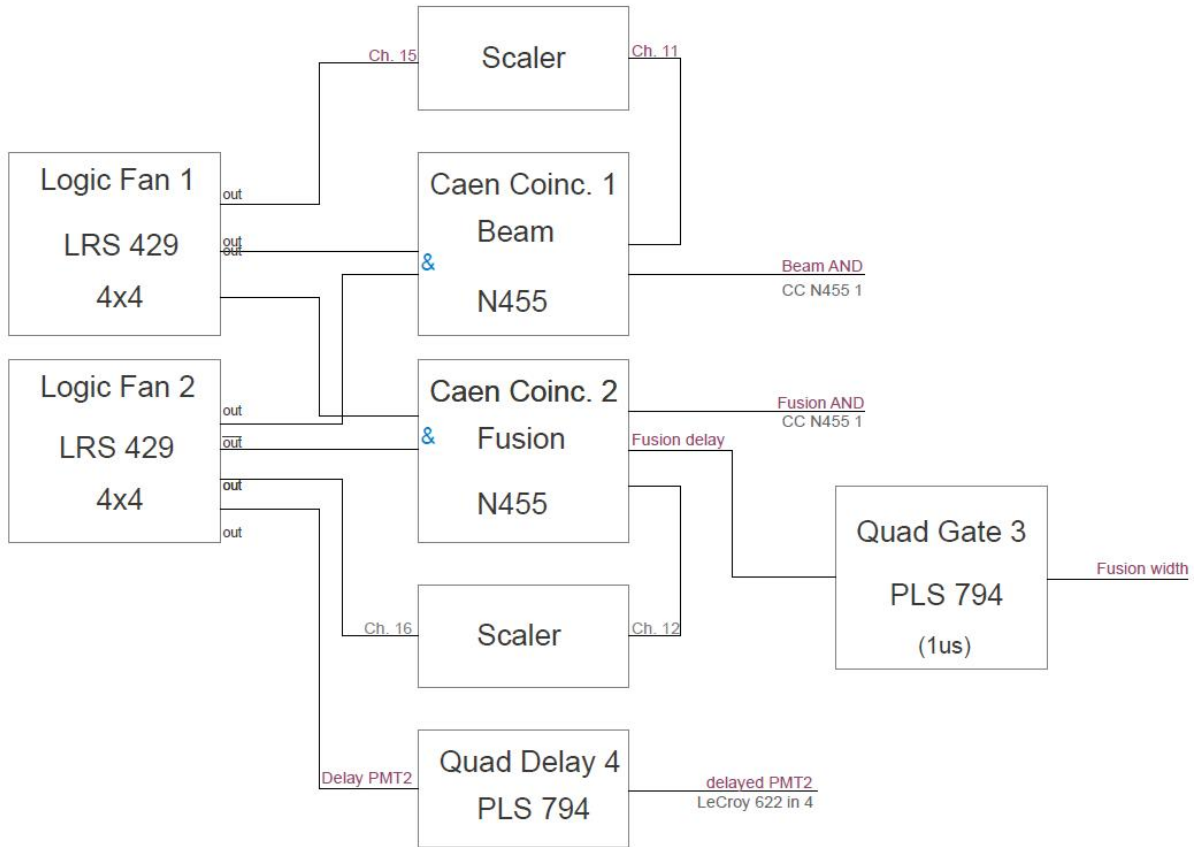 Ch. 15
Scaler
Ch. 11
Logic Fan 1
LRS 429
4x4
out
out
out
Caen Coinc. 1
Beam
&
N455
Beam AND
CC N455 1
Logic Fan 2
LRS 429
4x4
out
out
out
out
Caen Coinc. 2
&
Fusion
N455
Fusion AND
CC N455 1
Fusion delay
Quad Gate 3
PLS 794
(1us)
Fusion width
Ch. 16
Scaler
Ch. 12
Delay PMT2
Quad Delay 4
PLS 794
delayed PMT2
LeCroy 622 in 4